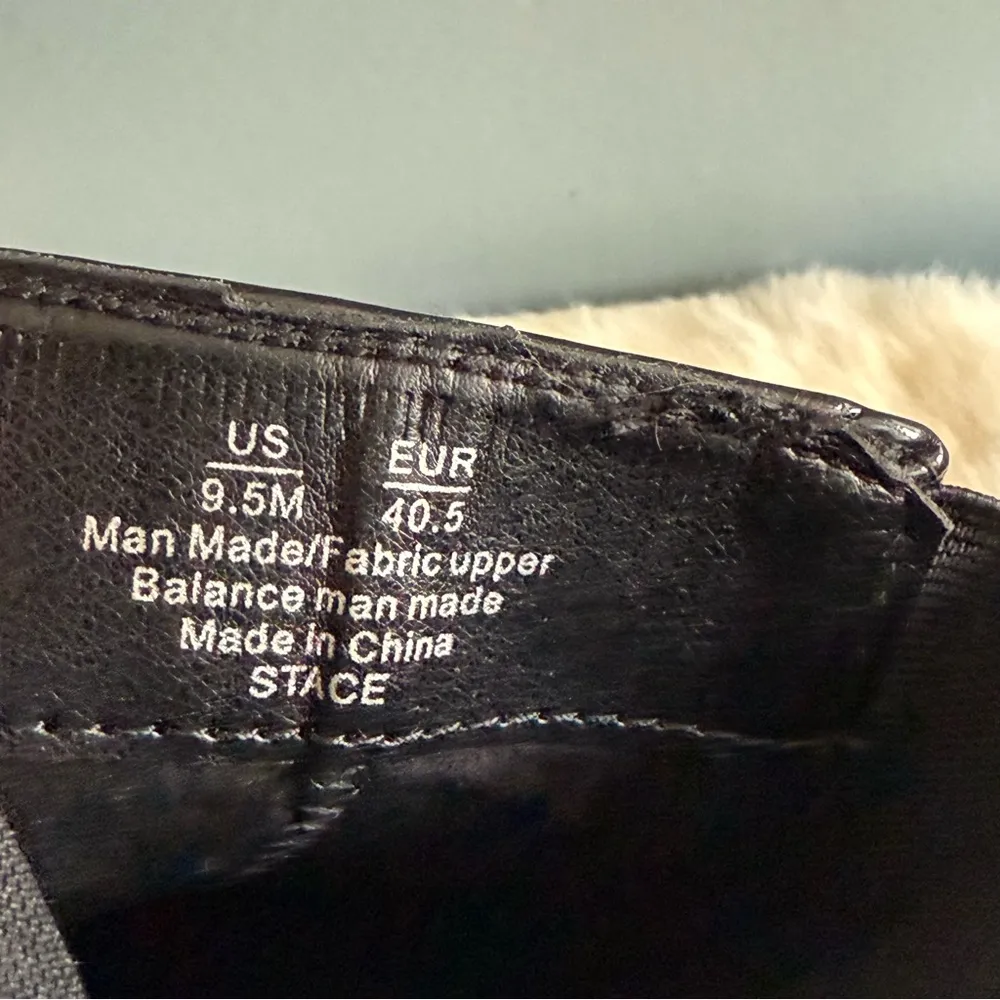 US EUR
9.5M 40.5
Man Made/Fabric upper
Balance man made
Made in China
STACE